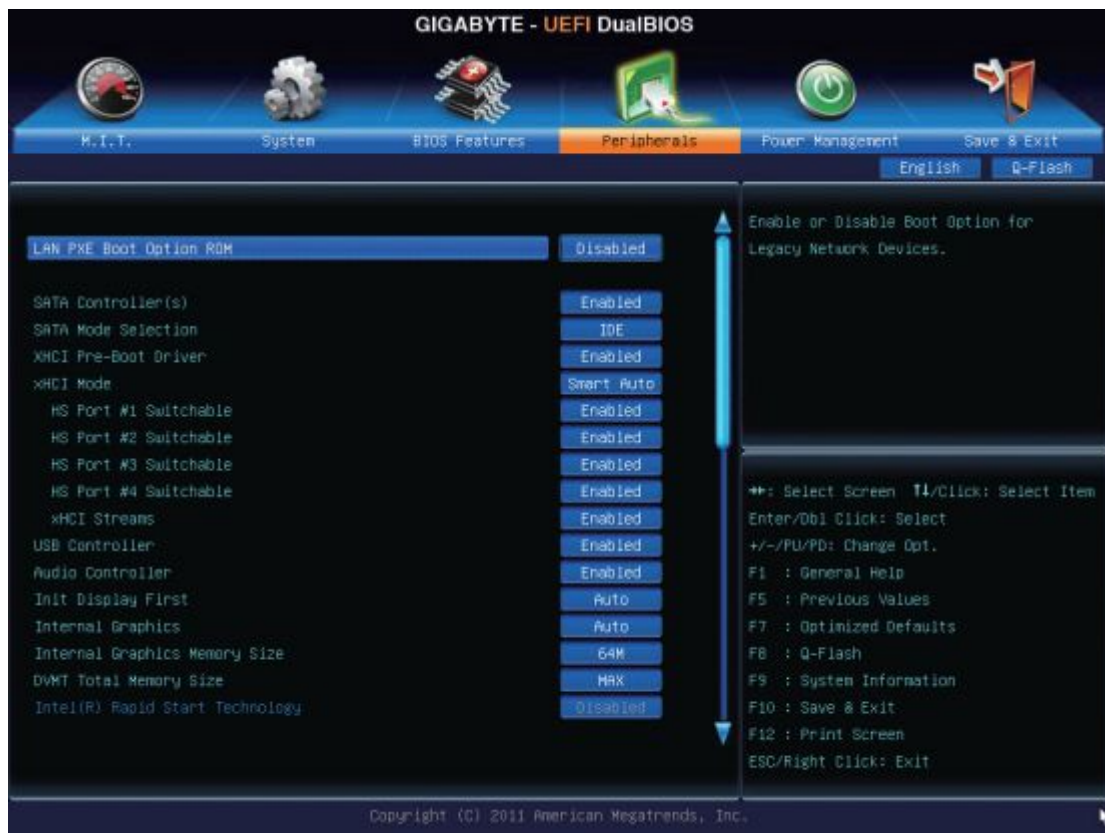 GIGABYTE - UEFI DualBIOS
M.I.T. System BIOS Features Peripherals Power Management Save & Exit
English Q-Flash
LAN PXE Boot Option ROM Disabled
SATA Controller(s) Enabled
SATA Mode Selection IDE
XHCI Pre-Boot Driver Enabled
xHCI Mode Smart Auto
HS Port #1 Switchable Enabled
HS Port #2 Switchable Enabled
HS Port #3 Switchable Enabled
HS Port #4 Switchable Enabled
xHCI Streams Enabled
USB Controller Enabled
Audio Controller Enabled
Init Display First Auto
Internal Graphics Auto
Internal Graphics Memory Size 64M
DVMT Total Memory Size MAX
Intel(R) Rapid Start Technology Disabled
Enable or Disable Boot Option for
Legacy Network Devices.
↔: Select Screen ↑↓/Click: Select Item
Enter/Dbl Click: Select
+/-/PU/PD: Change Opt.
F1 : General Help
F5 : Previous Values
F7 : Optimized Defaults
F8 : Q-Flash
F9 : System Information
F10 : Save & Exit
F12 : Print Screen
ESC/Right Click: Exit
Copyright (C) 2011 American Megatrends, Inc.